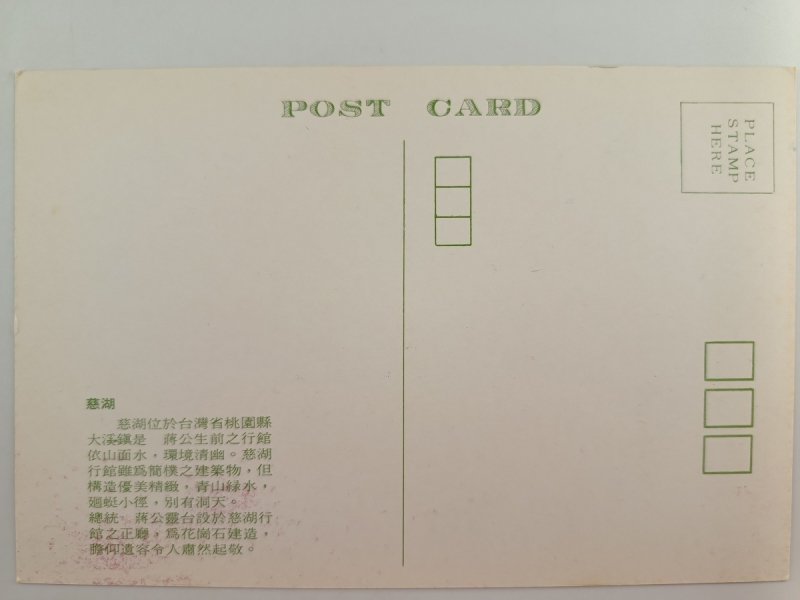 POST CARD
PLACE
STAMP
HERE
慈湖
慈湖位於台灣省桃園縣
大溪鎮是　蔣公生前之行館
依山面水，環境清幽。慈湖
行館雖爲簡樸之建築物，但
構造優美精緻，青山緑水，
廻蜓小徑，別有洞天。
總統　蔣公靈台設於慈湖行
館之正廳，爲花崗石建造，
瞻仰遺容令人肅然起敬。